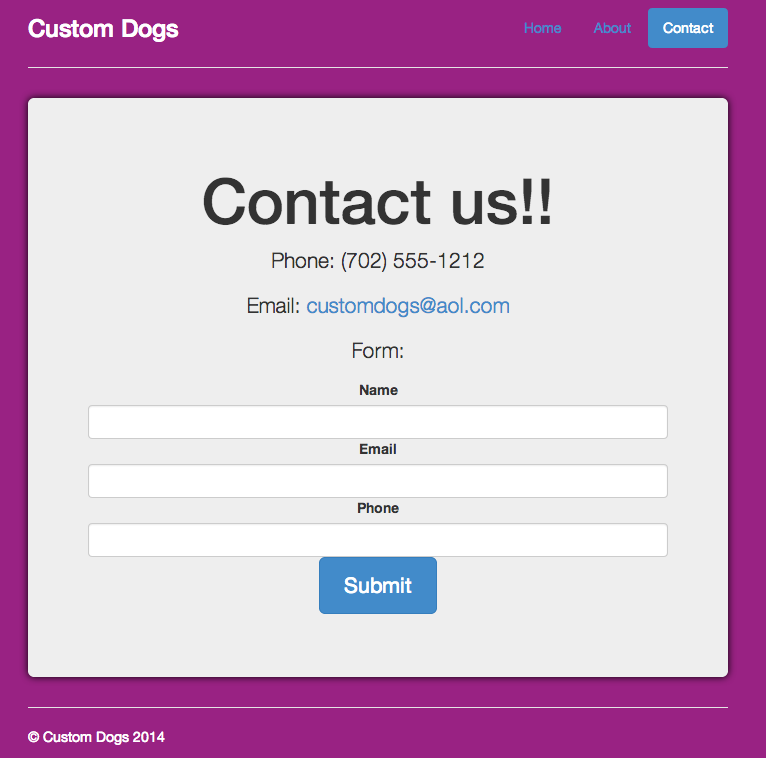 Custom Dogs
Home About Contact
Contact us!!
Phone: (702) 555-1212
Email: customdogs@aol.com
Form:
Name
Email
Phone
Submit
© Custom Dogs 2014